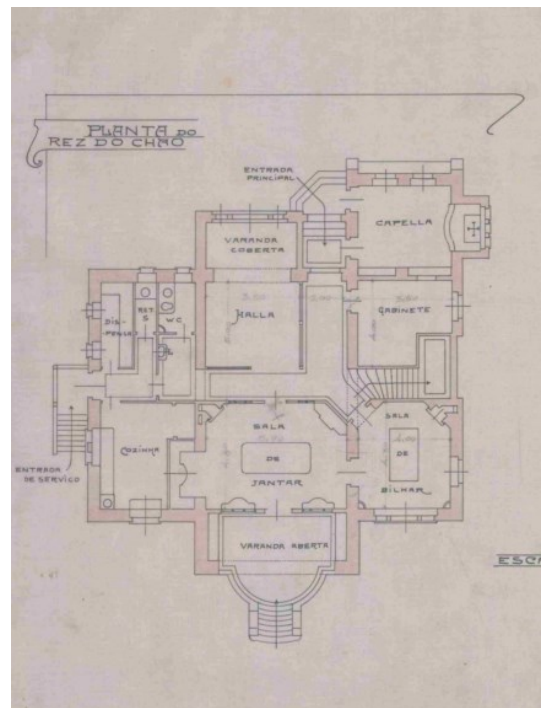 PLANTA DO
REZ DO CHÃO
ENTRADA
PRINCIPAL
CAPELLA
VARANDA
COBERTA
DIS-
PENSA
W C
HALLA
GABINETE
SALA
DE
JANTAR
SALA
DE
BILHAR
COZINHA
ENTRADA
DE SERVIÇO
VARANDA ABERTA
ESCA